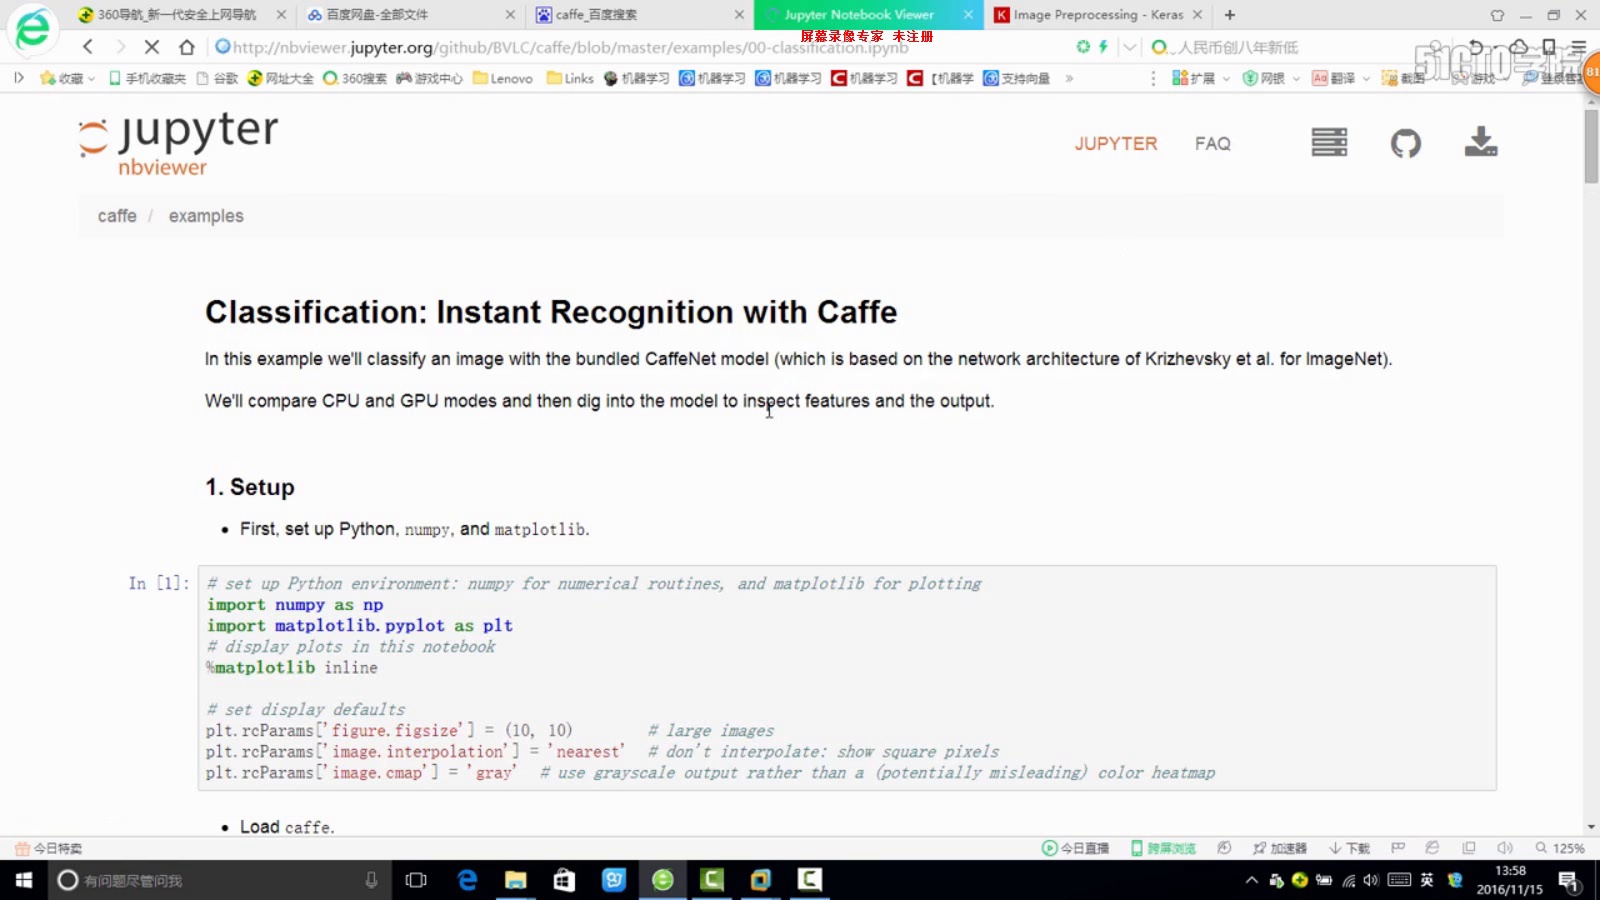 360导航_新一代安全上网导航
百度网盘-全部文件
caffe_百度搜索
Jupyter Notebook Viewer
Image Preprocessing - Keras
屏幕录像专家 未注册
http://nbviewer.jupyter.org/github/BVLC/caffe/blob/master/examples/00-classification.ipynb
人民币创八年新低
51CTO学院
收藏 手机收藏夹 谷歌 网址大全 360搜索 游戏中心 Lenovo Links 机器学习 机器学习 机器学习 机器学习 【机器学 支持向量 » 扩展 网银 翻译 截图 游戏 登录管
81
jupyter
nbviewer
JUPYTER FAQ
caffe / examples
Classification: Instant Recognition with Caffe
In this example we'll classify an image with the bundled CaffeNet model (which is based on the network architecture of Krizhevsky et al. for ImageNet).
We'll compare CPU and GPU modes and then dig into the model to inspect features and the output.
1. Setup
• First, set up Python, numpy, and matplotlib.
In [1]:
# set up Python environment: numpy for numerical routines, and matplotlib for plotting
import numpy as np
import matplotlib.pyplot as plt
# display plots in this notebook
%matplotlib inline
# set display defaults
plt.rcParams['figure.figsize'] = (10, 10)        # large images
plt.rcParams['image.interpolation'] = 'nearest'  # don't interpolate: show square pixels
plt.rcParams['image.cmap'] = 'gray'  # use grayscale output rather than a (potentially misleading) color heatmap
• Load caffe.
今日特卖
今日直播 跨屏浏览 加速器 下载 125%
有问题尽管问我
英
13:58
2016/11/15
1